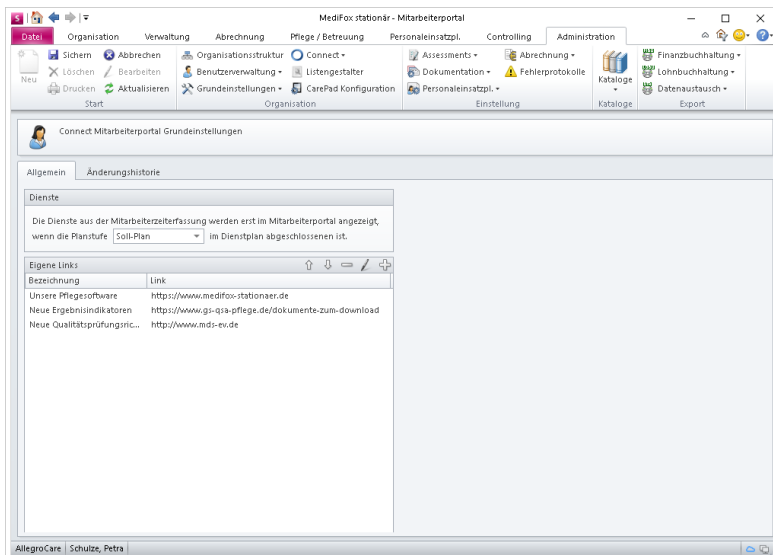 MediFox stationär - Mitarbeiterportal
Datei Organisation Verwaltung Abrechnung Pflege / Betreuung Personaleinsatzpl. Controlling Administration
Neu
Sichern Abbrechen
Löschen Bearbeiten
Drucken Aktualisieren
Start
Organisationsstruktur Connect
Benutzerverwaltung Listengestalter
Grundeinstellungen CarePad Konfiguration
Organisation
Assessments Abrechnung
Dokumentation Fehlerprotokolle
Personaleinsatzpl.
Einstellung
Kataloge
Kataloge
Finanzbuchhaltung
Lohnbuchhaltung
Datenaustausch
Export
Connect Mitarbeiterportal Grundeinstellungen
Allgemein Änderungshistorie
Dienste
Die Dienste aus der Mitarbeiterzeiterfassung werden erst im Mitarbeiterportal angezeigt,
wenn die Planstufe Soll-Plan im Dienstplan abgeschlossenen ist.
Eigene Links
Bezeichnung Link
Unsere Pflegesoftware https://www.medifox-stationaer.de
Neue Ergebnisindikatoren https://www.gs-qsa-pflege.de/dokumente-zum-download
Neue Qualitätsprüfungsric... http://www.mds-ev.de
AllegroCare Schulze, Petra